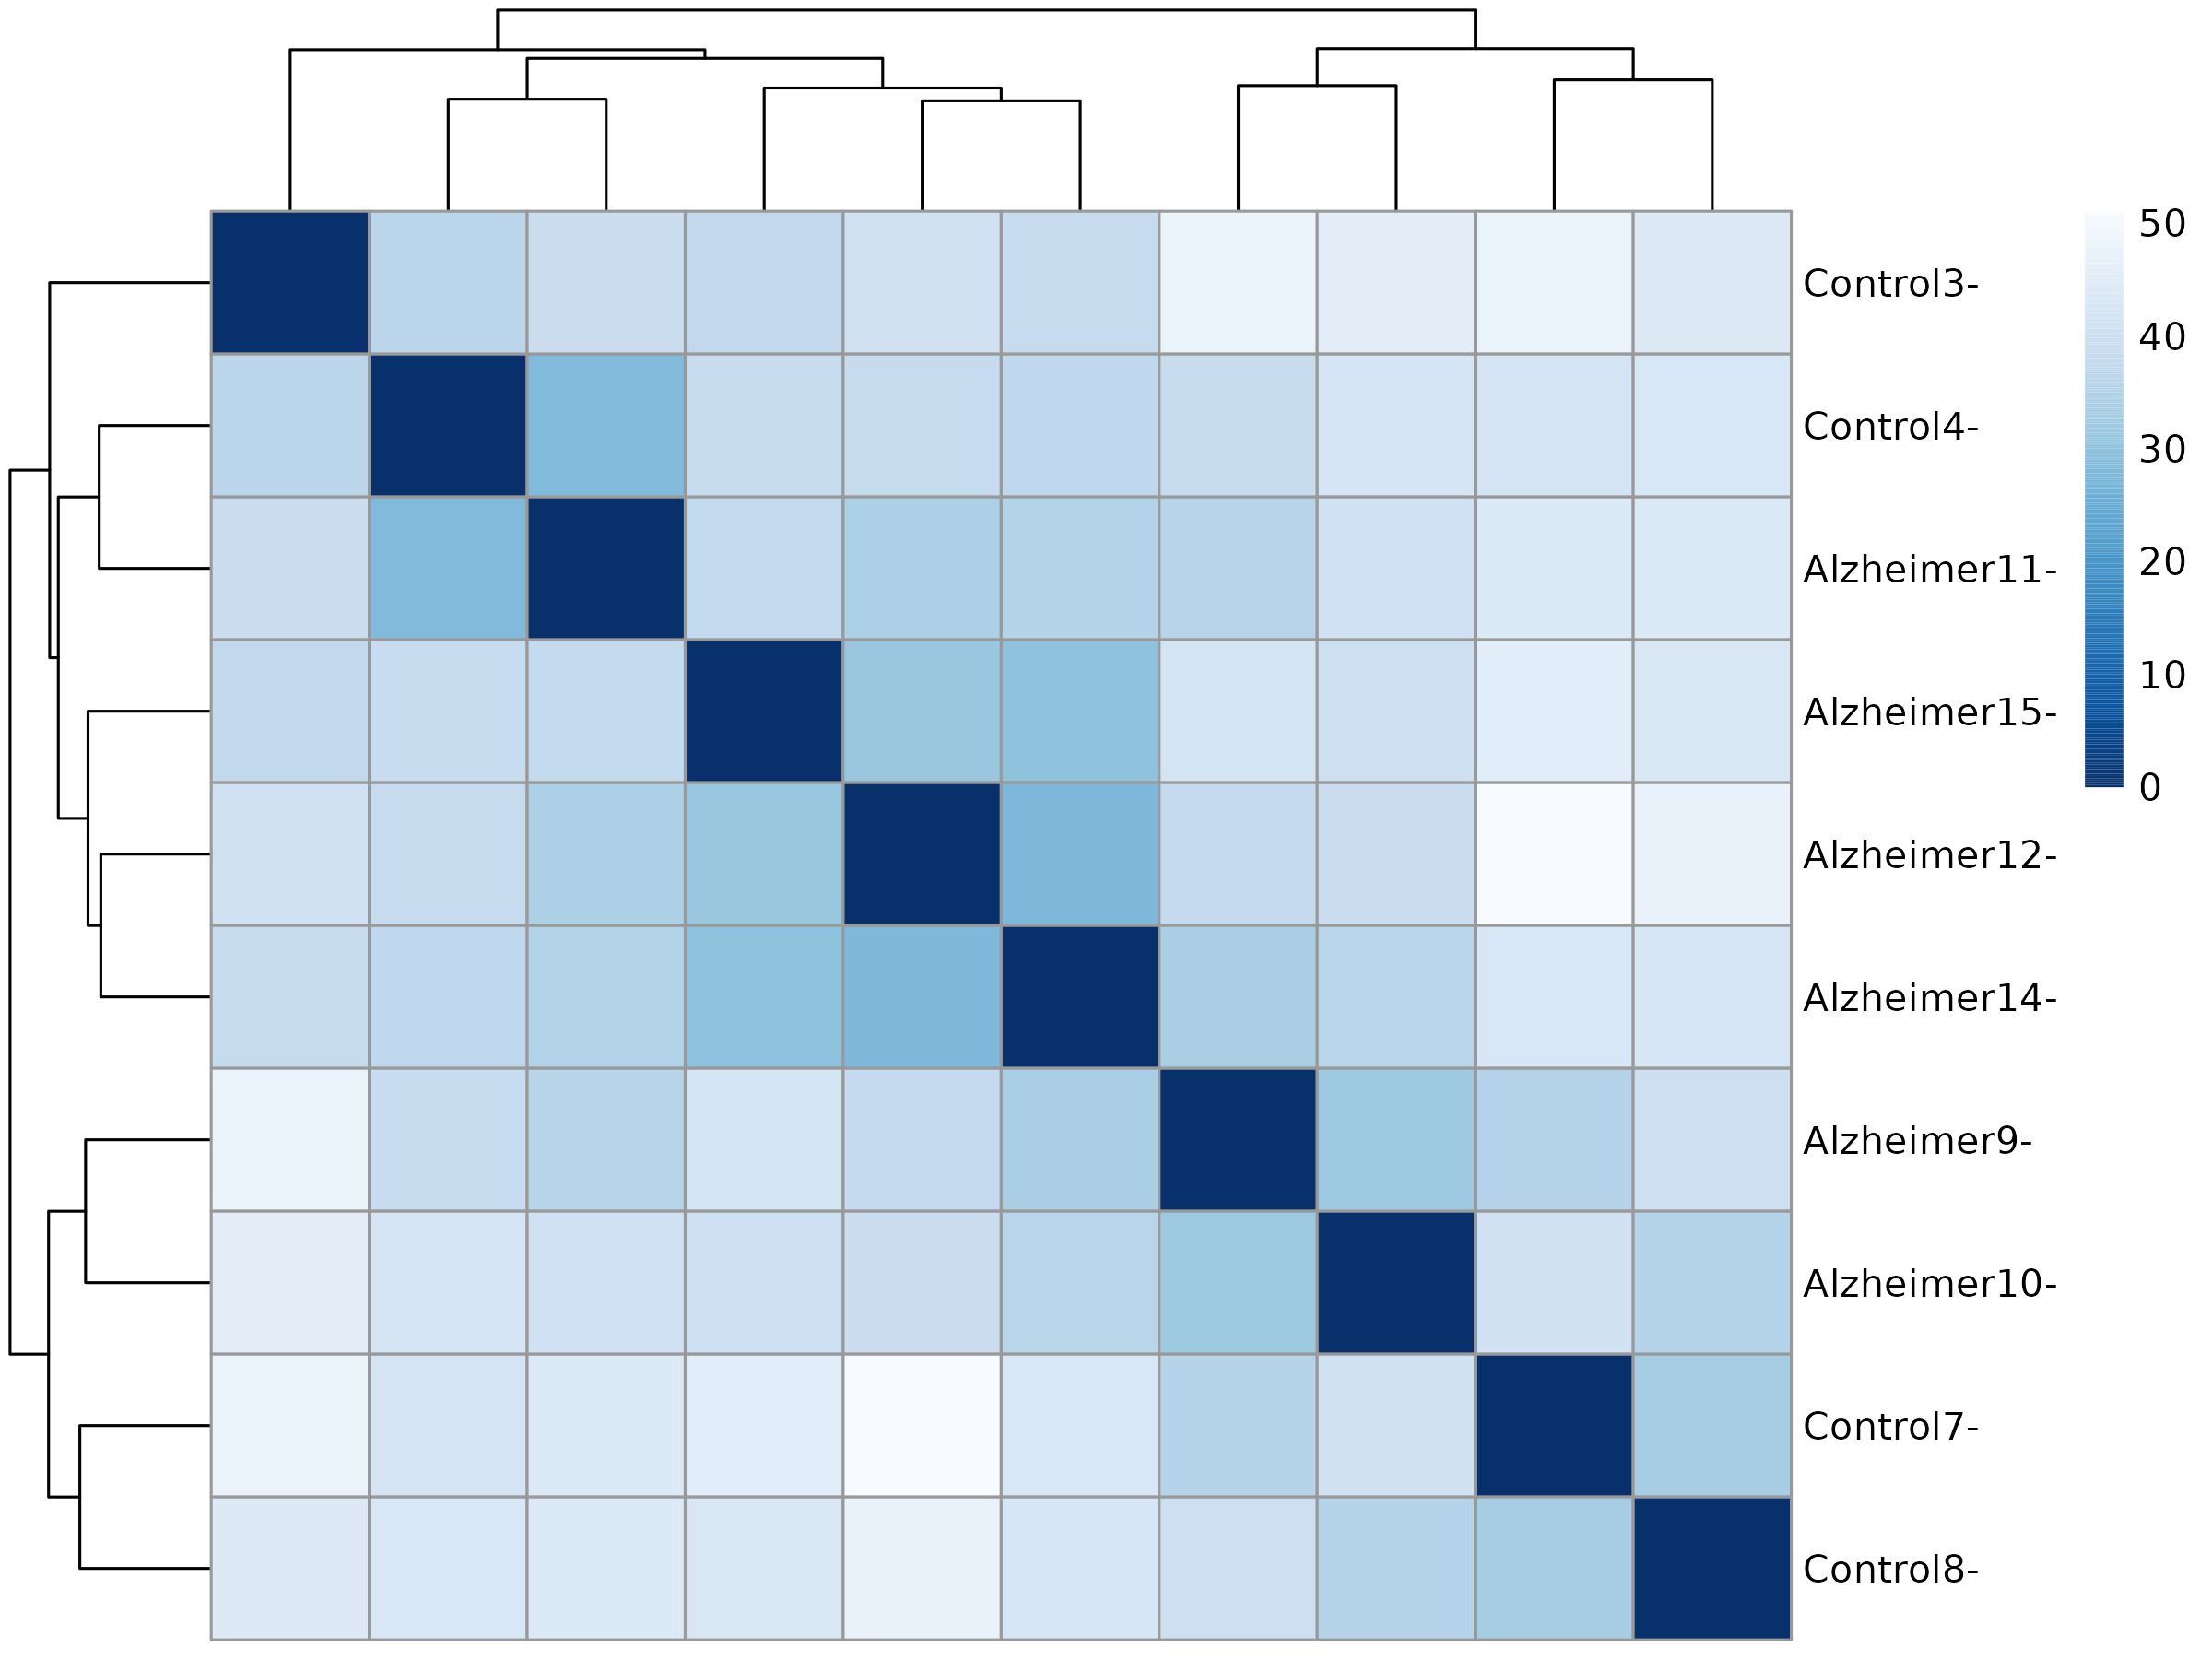 Control3-
Control4-
Alzheimer11-
Alzheimer15-
Alzheimer12-
Alzheimer14-
Alzheimer9-
Alzheimer10-
Control7-
Control8-
50
40
30
20
10
0